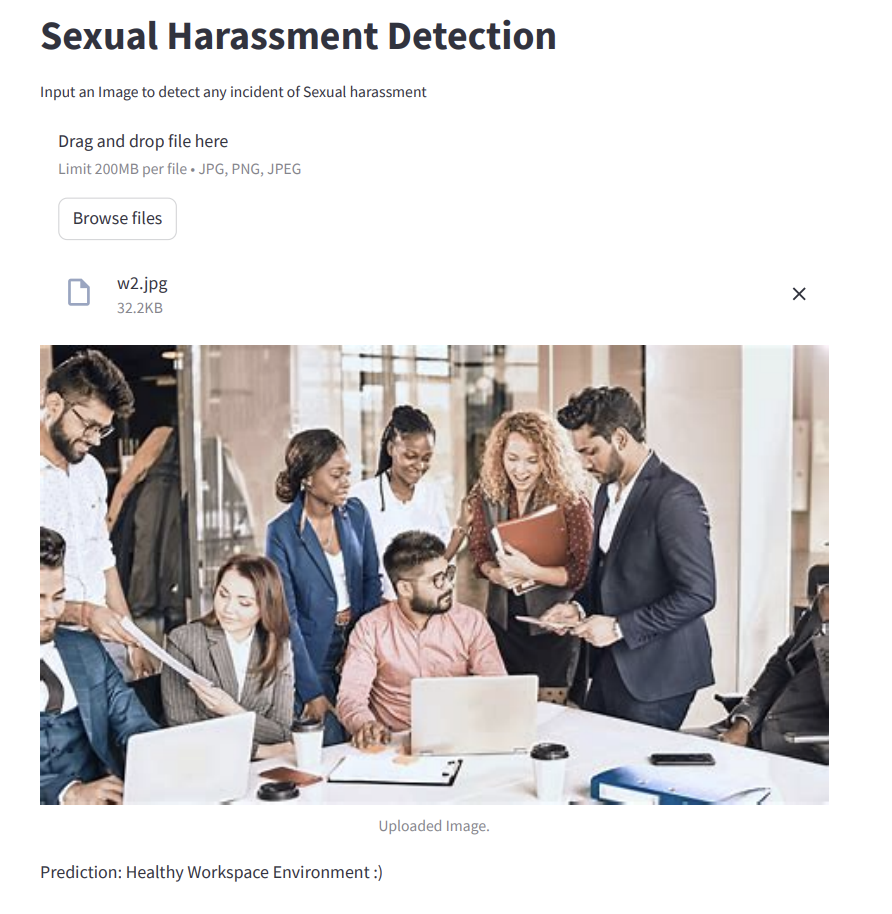 Sexual Harassment Detection
Input an Image to detect any incident of Sexual harassment
Drag and drop file here
Limit 200MB per file • JPG, PNG, JPEG
Browse files
w2.jpg
32.2KB
Uploaded Image.
Prediction: Healthy Workspace Environment :)